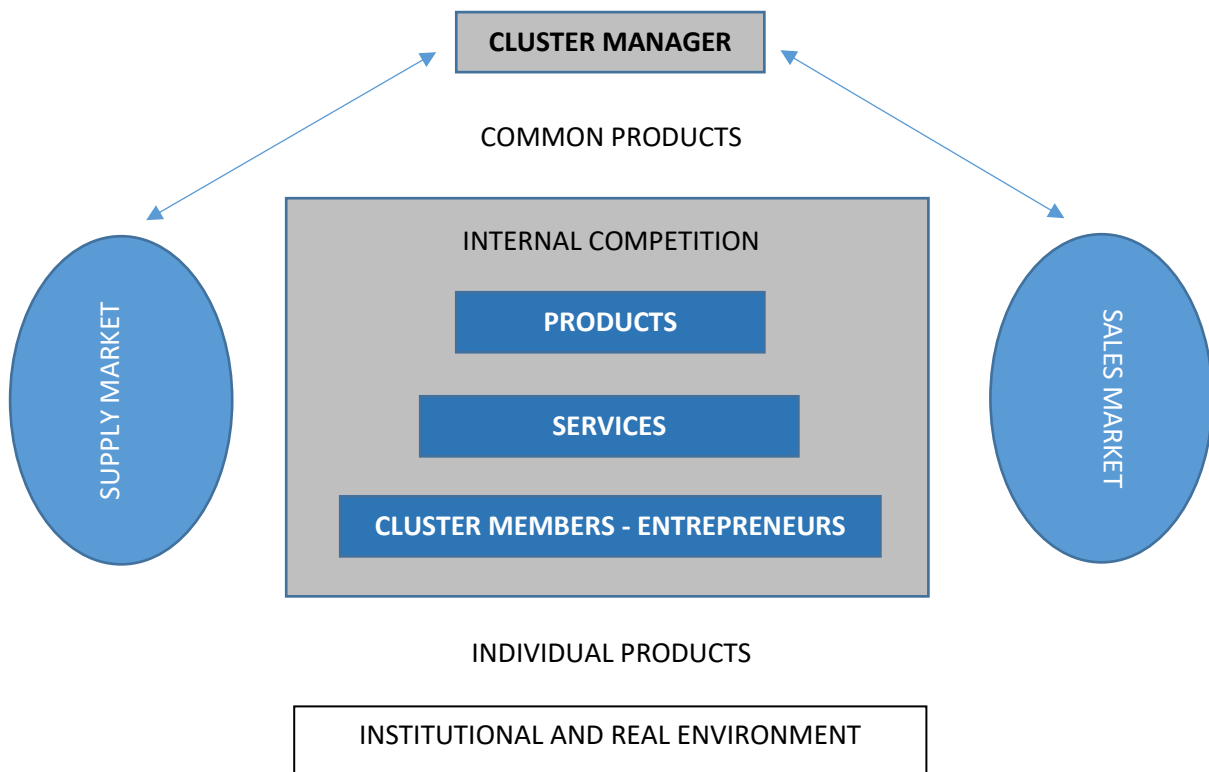 CLUSTER MANAGER
COMMON PRODUCTS
INTERNAL COMPETITION
PRODUCTS
SERVICES
CLUSTER MEMBERS - ENTREPRENEURS
SUPPLY MARKET
SALES MARKET
INDIVIDUAL PRODUCTS
INSTITUTIONAL AND REAL ENVIRONMENT